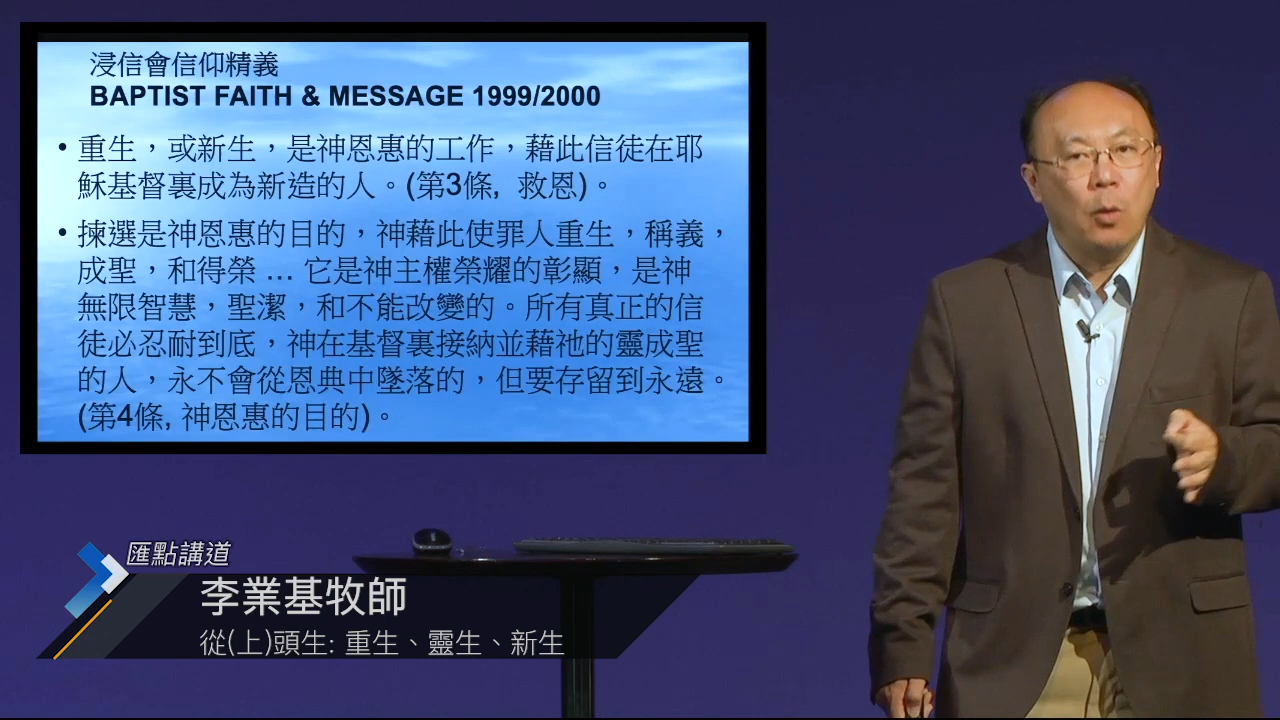 浸信會信仰精義
BAPTIST FAITH & MESSAGE 1999/2000
• 重生，或新生，是神恩惠的工作，藉此信徒在耶
穌基督裏成為新造的人。(第3條, 救恩)。
• 揀選是神恩惠的目的，神藉此使罪人重生，稱義，
成聖，和得榮 … 它是神主權榮耀的彰顯，是神
無限智慧，聖潔，和不能改變的。所有真正的信
徒必忍耐到底，神在基督裏接納並藉祂的靈成聖
的人，永不會從恩典中墜落的，但要存留到永遠。
(第4條, 神恩惠的目的)。
匯點講道
李業基牧師
從(上)頭生: 重生、靈生、新生